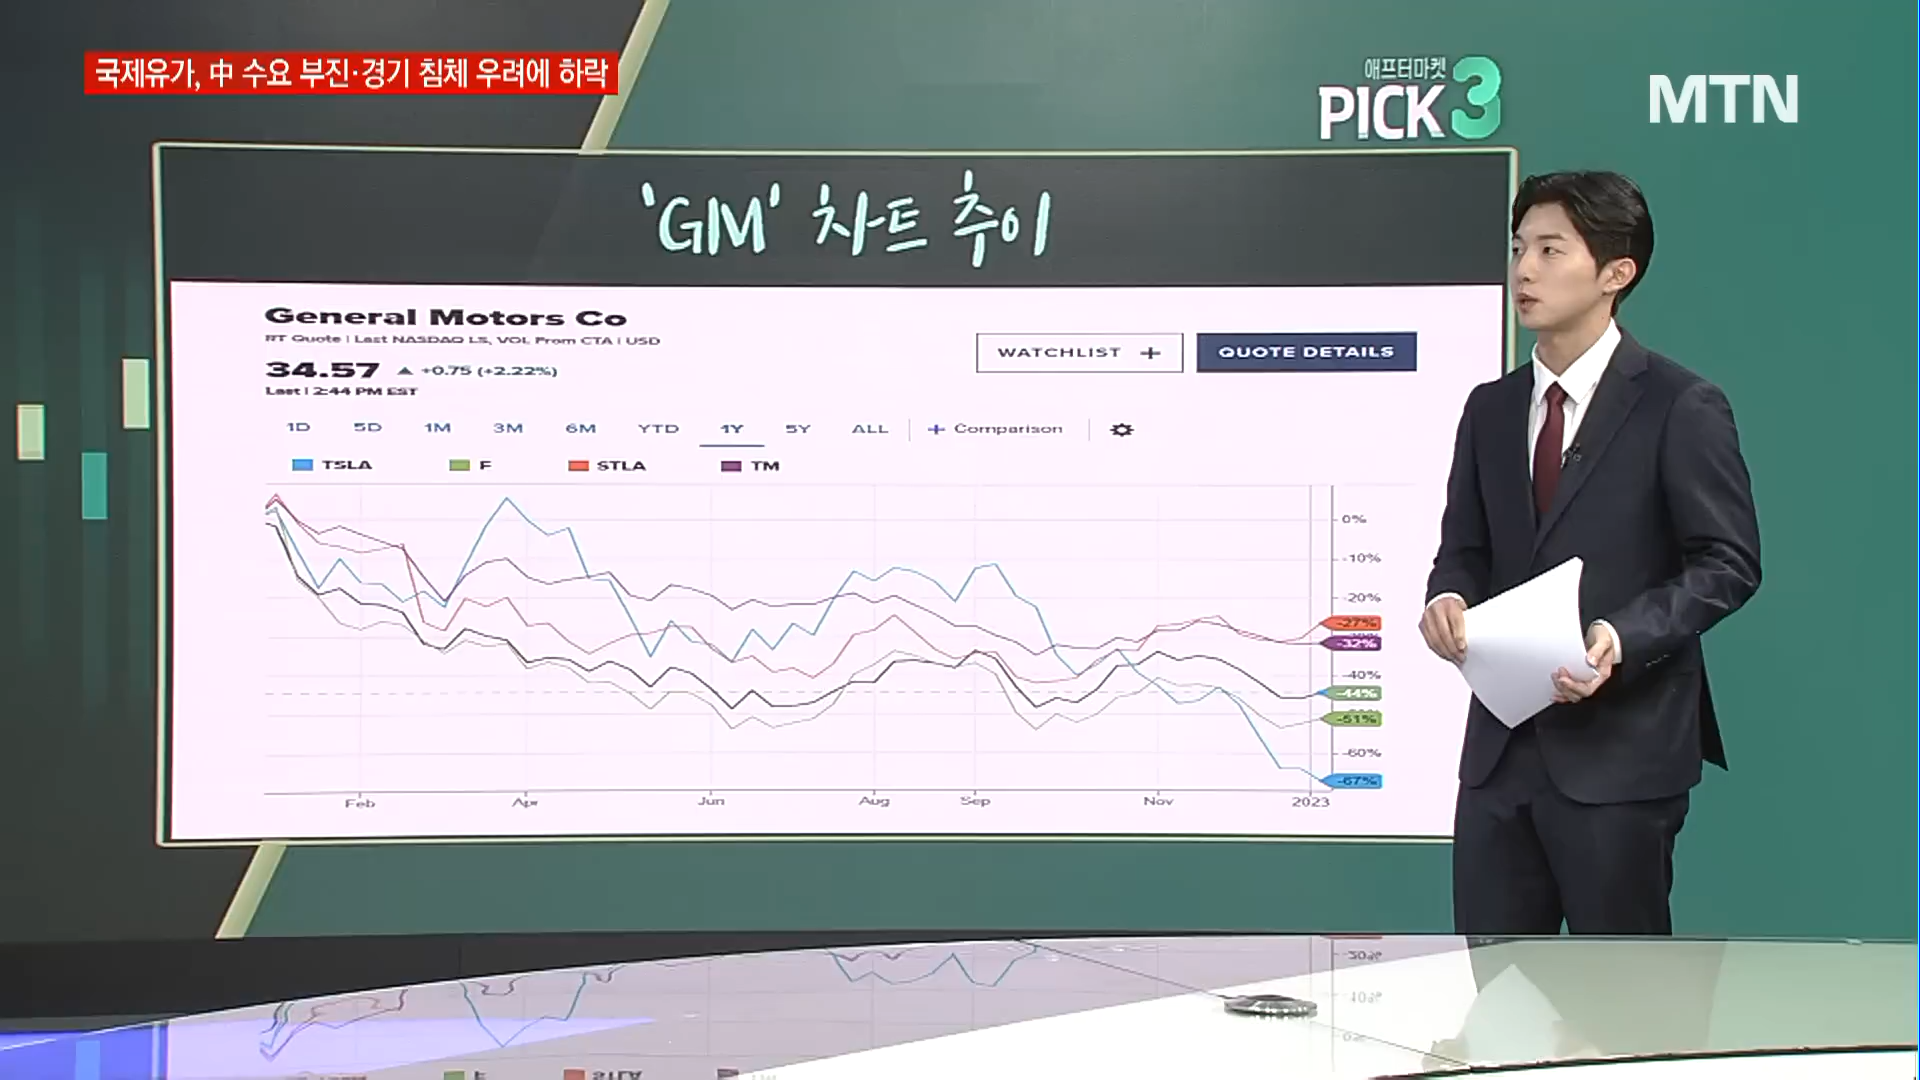 국제유가, 中 수요 부진·경기 침체 우려에 하락
애프터마켓
PICK 3
MTN
'GM' 차트 추이
General Motors Co
RT Quote | Last NASDAQ LS, VOL From CTA | USD
34.57 ▲ +0.75 (+2.22%)
Last | 2:44 PM EST
WATCHLIST +
QUOTE DETAILS
1D 5D 1M 3M 6M YTD 1Y 5Y ALL + Comparison
TSLA F STLA TM
0%
-10%
-20%
-27%
-32%
-40%
-44%
-51%
-60%
-67%
Feb Apr Jun Aug Sep Nov 2023